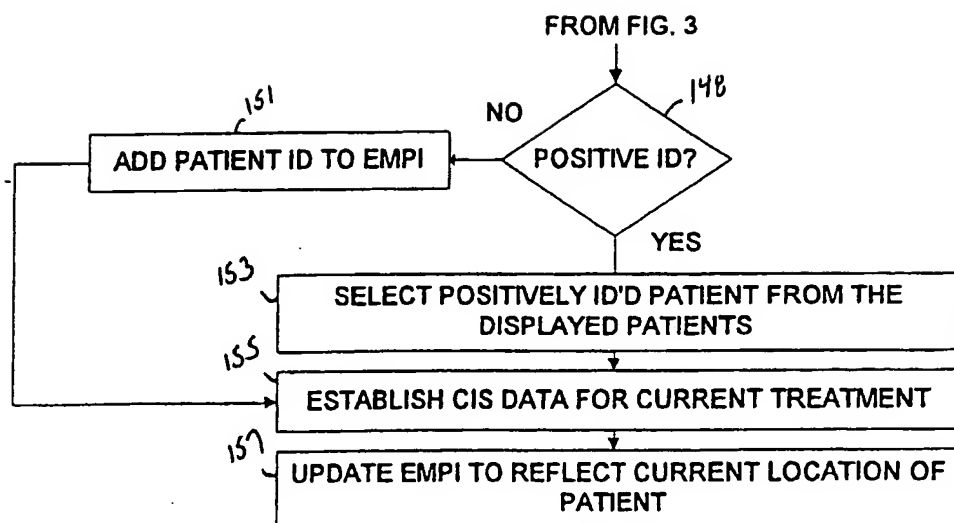 FROM FIG. 3
148
NO
151
ADD PATIENT ID TO EMPI
POSITIVE ID?
YES
153
SELECT POSITIVELY ID'D PATIENT FROM THE
DISPLAYED PATIENTS
155
ESTABLISH CIS DATA FOR CURRENT TREATMENT
157
UPDATE EMPI TO REFLECT CURRENT LOCATION OF
PATIENT